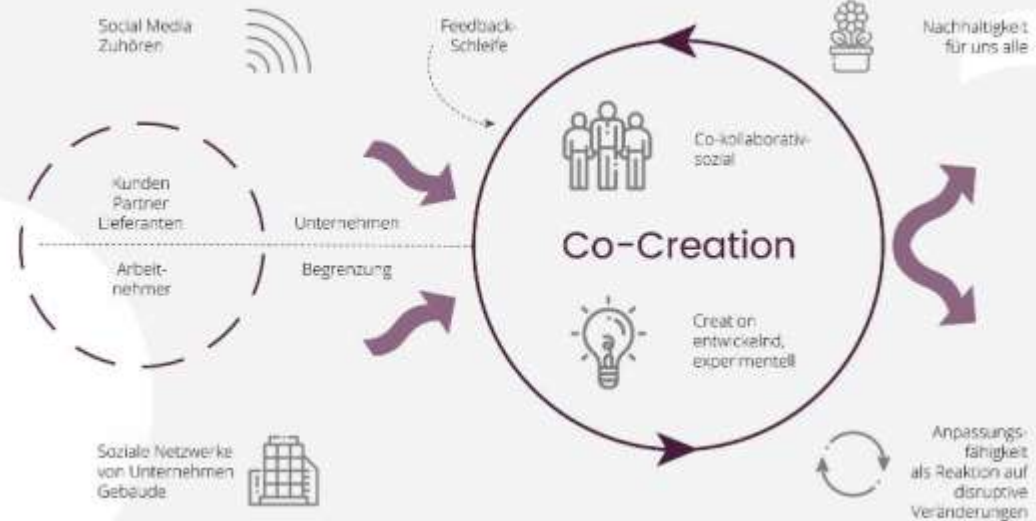 Social Media
Zuhören
Feedback-
Schleife
Nachhaltigkeit
für uns alle
Kunden
Partner
Lieferanten
Arbeit-
nehmer
Unternehmen
Begrenzung
Co-kollaborativ-
sozial
Co-Creation
Creation
entwickelnd,
experimentell
Soziale Netzwerke
von Unternehmen
Gebäude
Anpassungs-
fähigkeit
als Reaktion auf
disruptive
Veränderungen